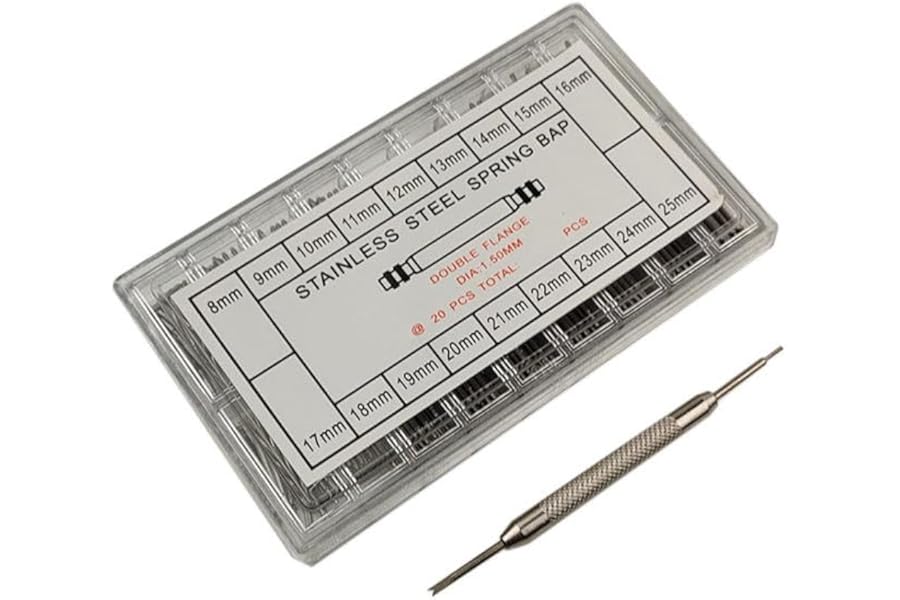 8mm 9mm 10mm 11mm 12mm 13mm 14mm 15mm 16mm
STAINLESS STEEL SPRING BAP
DOUBLE FLANGE
DIA:1.50MM
@ 20 PCS TOTAL: PCS
17mm 18mm 19mm 20mm 21mm 22mm 23mm 24mm 25mm